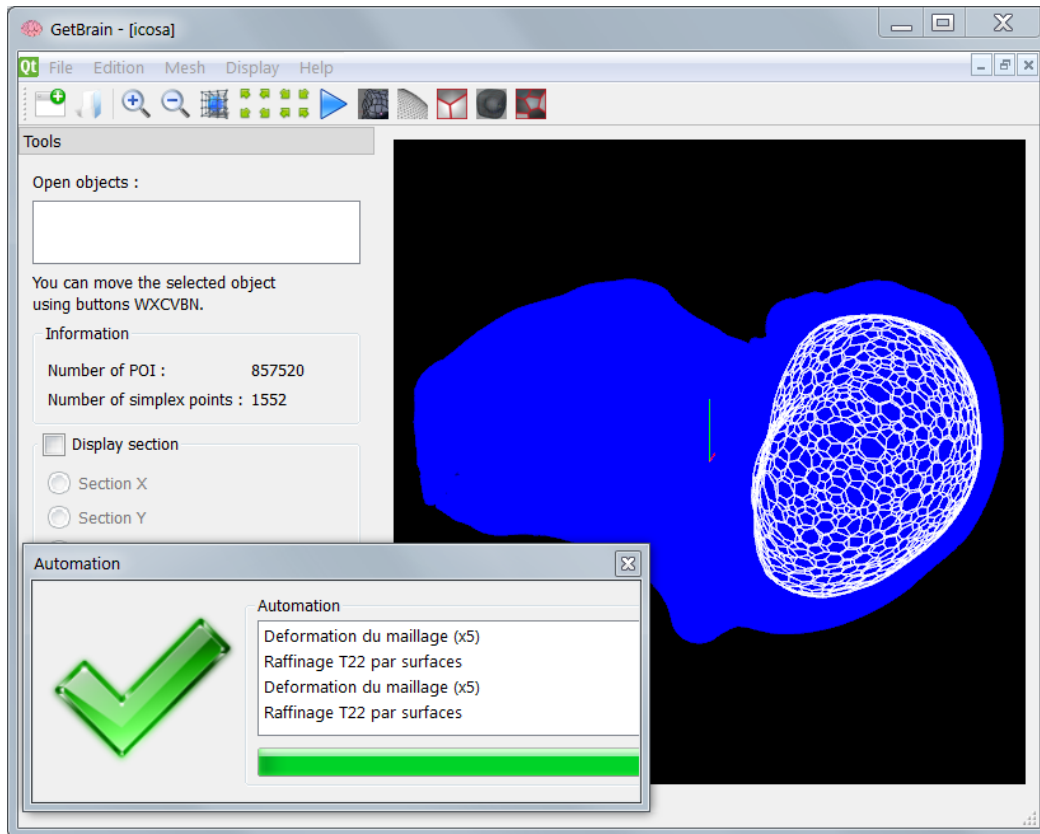 GetBrain - [icosa]
Qt File Edition Mesh Display Help
Tools
Open objects :
You can move the selected object
using buttons WXCVBN.
Information
Number of POI : 857520
Number of simplex points : 1552
Display section
Section X
Section Y
Automation
Automation
Deformation du maillage (x5)
Raffinage T22 par surfaces
Deformation du maillage (x5)
Raffinage T22 par surfaces